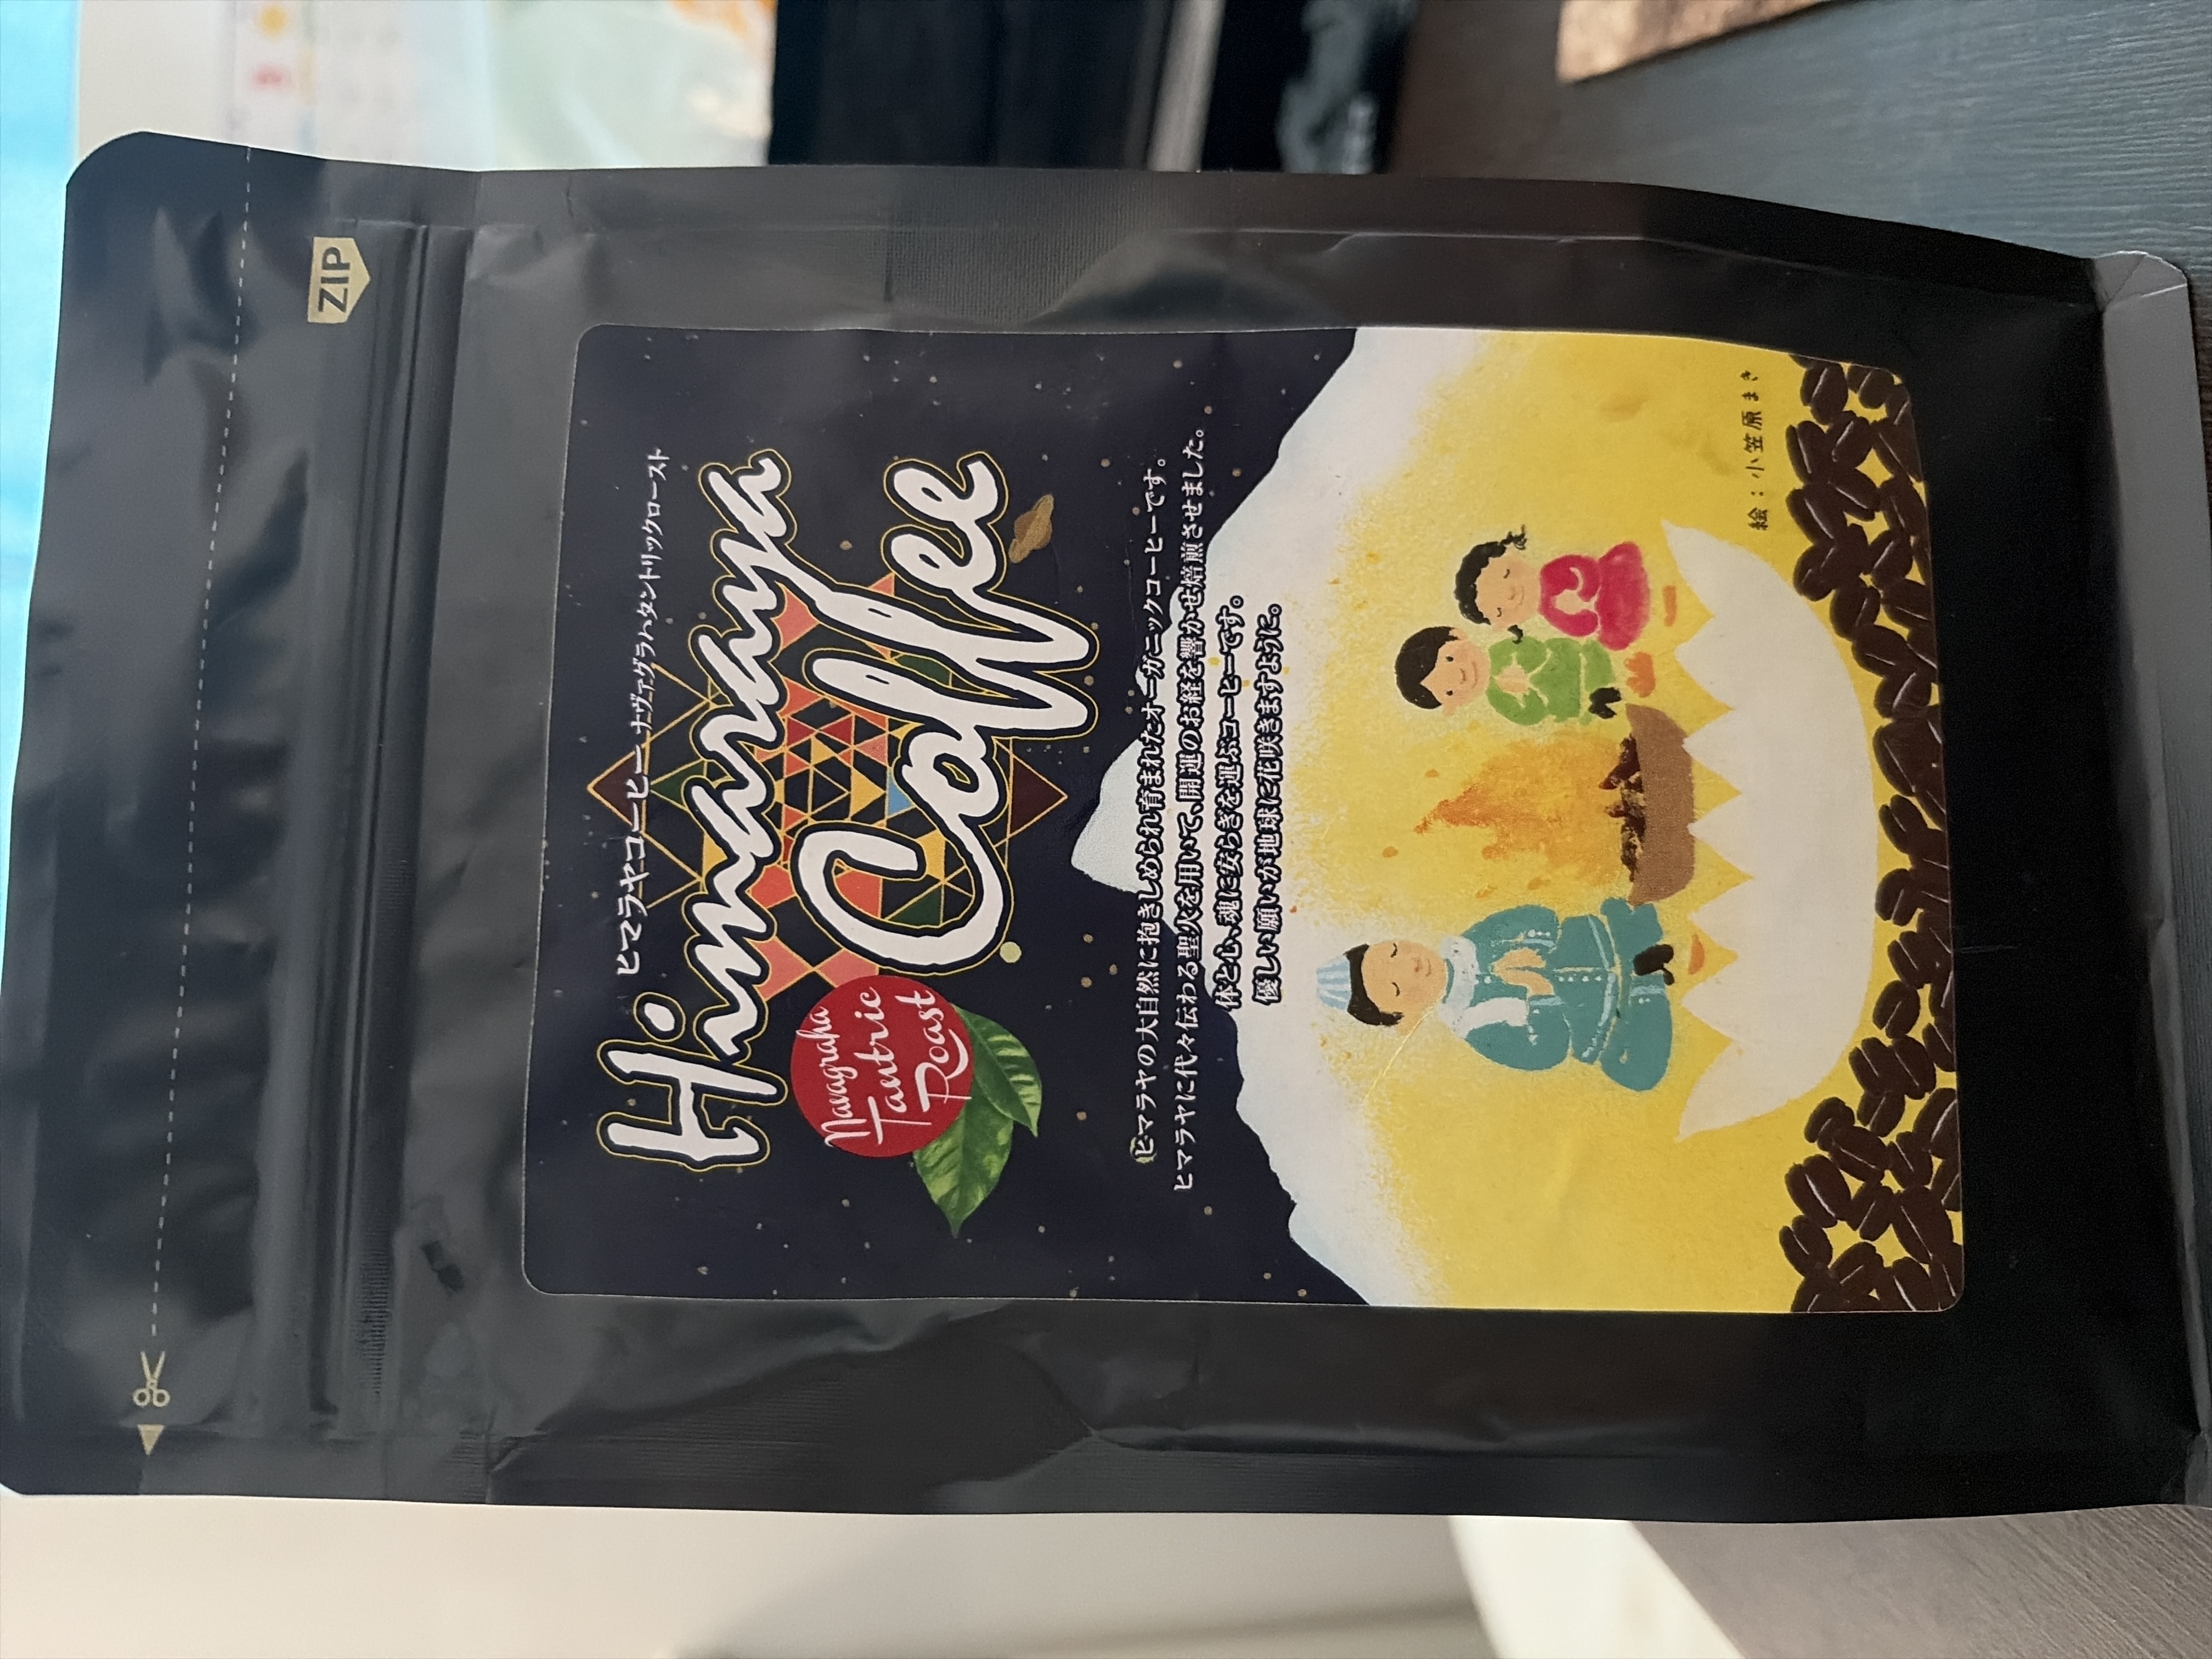 ZIP
ヒマラヤコーヒー ナヴァグラハタントリックロースト
Himaraya
Coffee
Navagraha
Tantric
Roast
ヒマラヤの大自然に抱きしめられ育まれたオーガニックコーヒーです。
ヒマラヤに代々伝わる聖火を用いて、開運のお経を響かせ焙煎させました。
体と心、魂に安らぎを運ぶコーヒーです。
優しい願いが地球に花咲きますように。
絵：小笠原まき